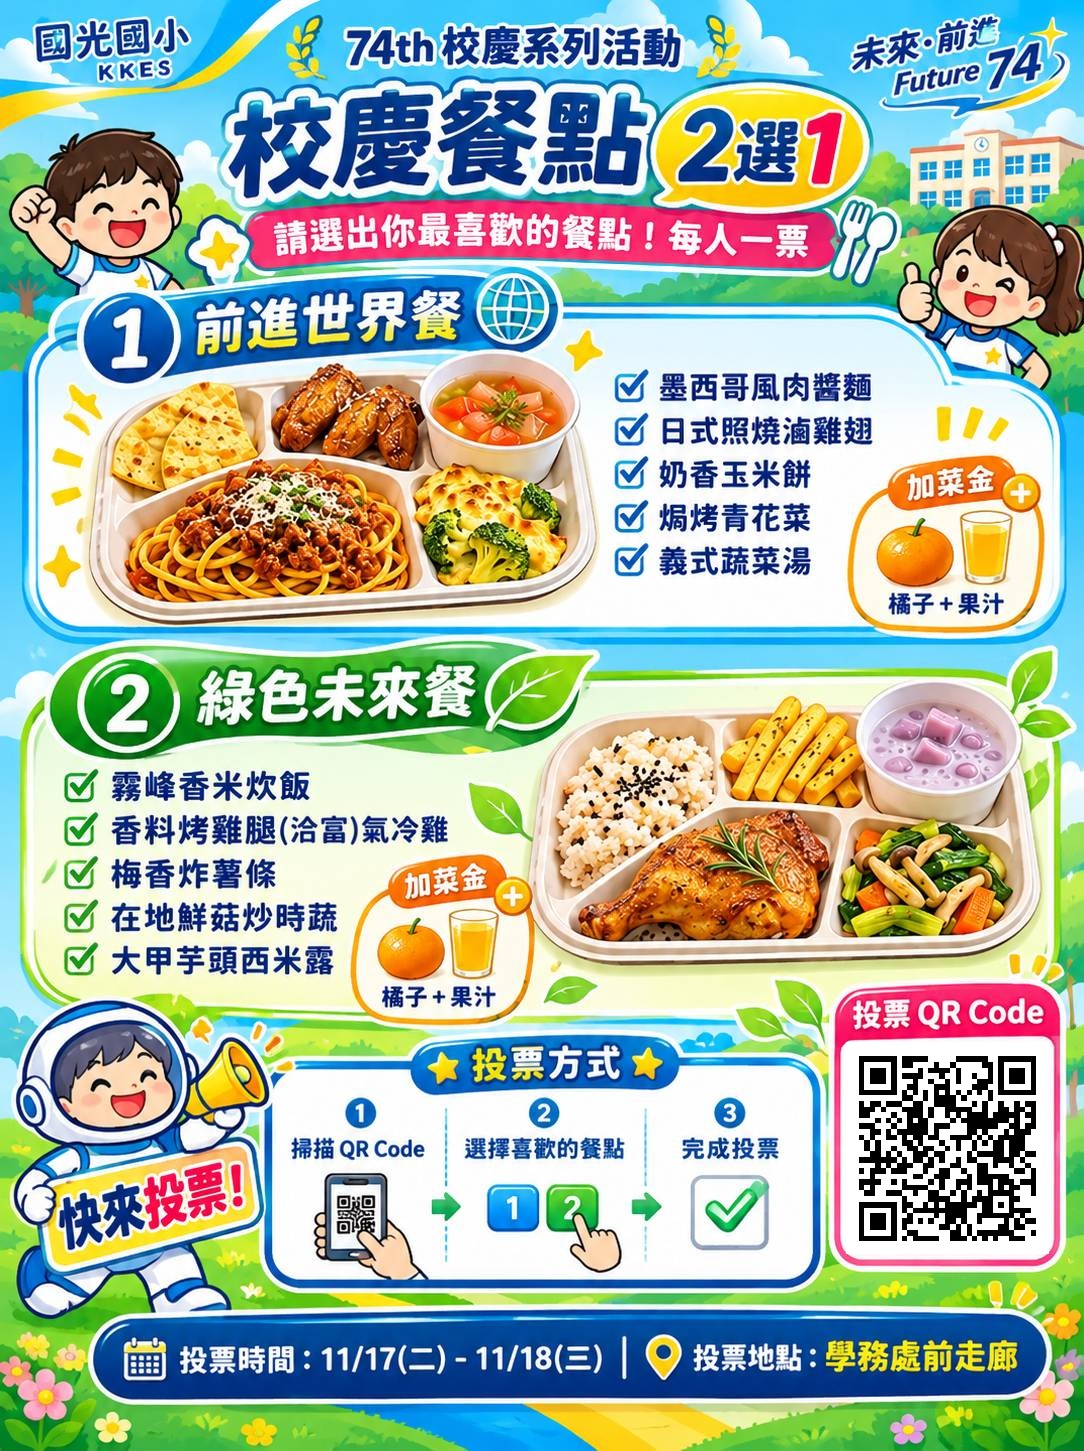 國光國小
KKES
74th 校慶系列活動
未來·前進
Future 74
校慶餐點 2選1
請選出你最喜歡的餐點！每人一票
1 前進世界餐
墨西哥風肉醬麵
日式照燒滷雞翅
奶香玉米餅
焗烤青花菜
義式蔬菜湯
加菜金
+
橘子+果汁
2 綠色未來餐
霧峰香米炊飯
香料烤雞腿(洽富)氣冷雞
梅香炸薯條
在地鮮菇炒時蔬
大甲芋頭西米露
加菜金
+
橘子+果汁
快來投票!
投票方式
1
掃描 QR Code
2
選擇喜歡的餐點
1 2
3
完成投票
投票 QR Code
投票時間：11/17(二) - 11/18(三)
投票地點：學務處前走廊